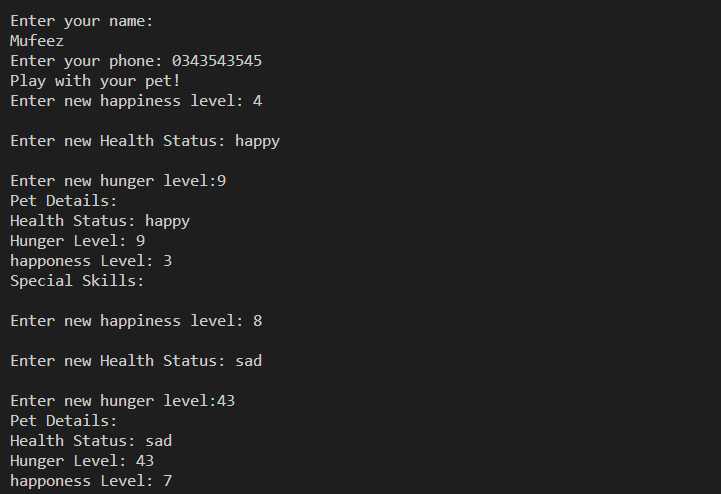 Enter your name:
Mufeez
Enter your phone: 0343543545
Play with your pet!
Enter new happiness level: 4
Enter new Health Status: happy
Enter new hunger level:9
Pet Details:
Health Status: happy
Hunger Level: 9
happoness Level: 3
Special Skills:
Enter new happiness level: 8
Enter new Health Status: sad
Enter new hunger level:43
Pet Details:
Health Status: sad
Hunger Level: 43
happoness Level: 7